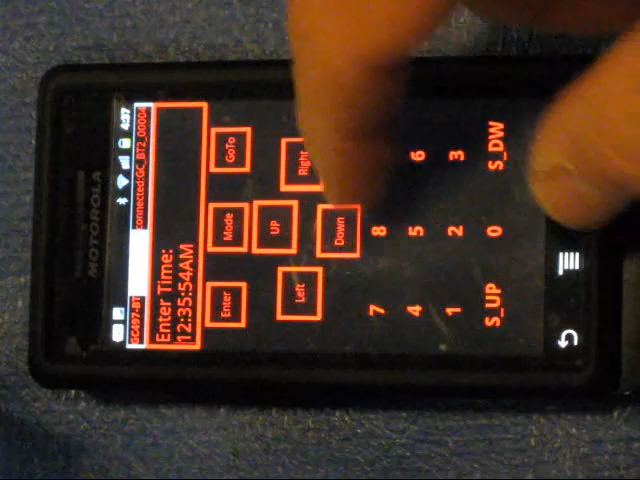 MOTOROLA
4:37
GC497-BT connected:GC_BT2_00004
Enter Time:
12:35:54AM
Enter Mode GoTo
UP
Left Right
Down
7 8
4 5 6
1 2 3
S_UP 0 S_DW